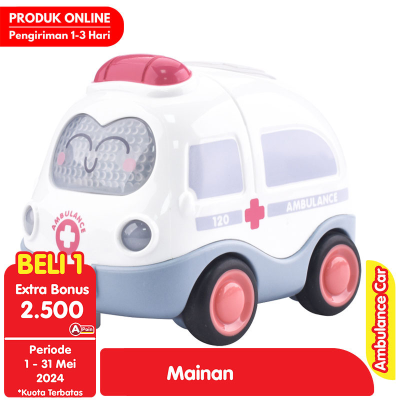 PRODUK ONLINE
Pengiriman 1-3 Hari
AMBULANCE
120
AMBULANCE
BELI 1
Extra Bonus
2.500
A Poin
Periode
1 - 31 Mei
2024
*Kuota Terbatas
Mainan
Ambulance Car